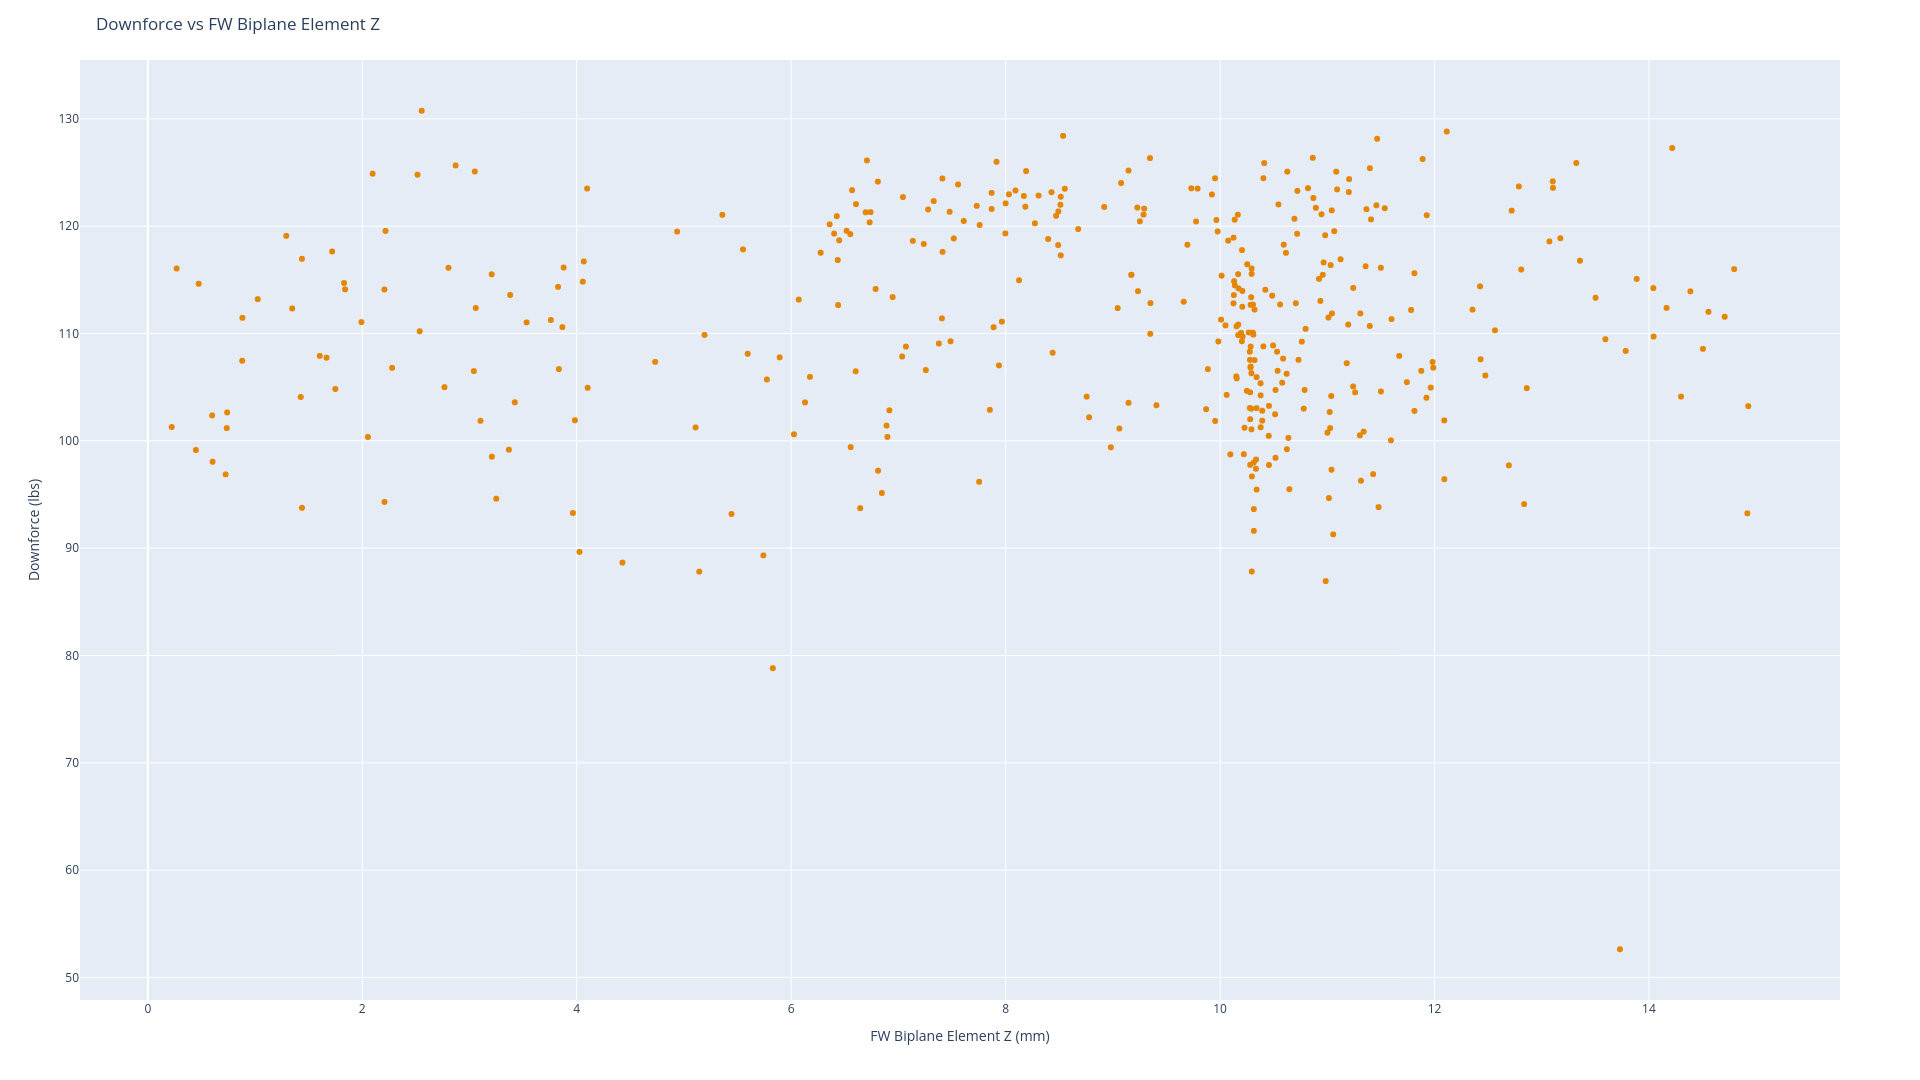 Downforce vs FW Biplane Element Z
130
120
110
100
90
80
70
60
50
Downforce (lbs)
0 2 4 6 8 10 12 14
FW Biplane Element Z (mm)